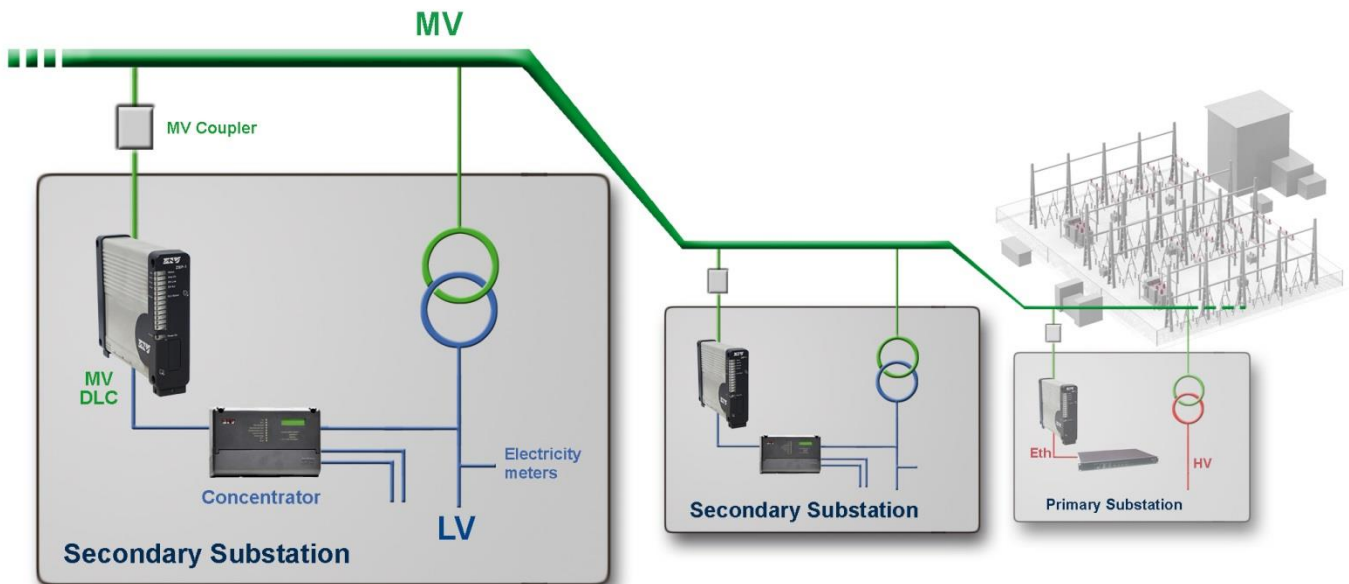 MV
MV Coupler
MV
DLC
Concentrator
Electricity
meters
LV
Secondary Substation
Secondary Substation
Eth
HV
Primary Substation